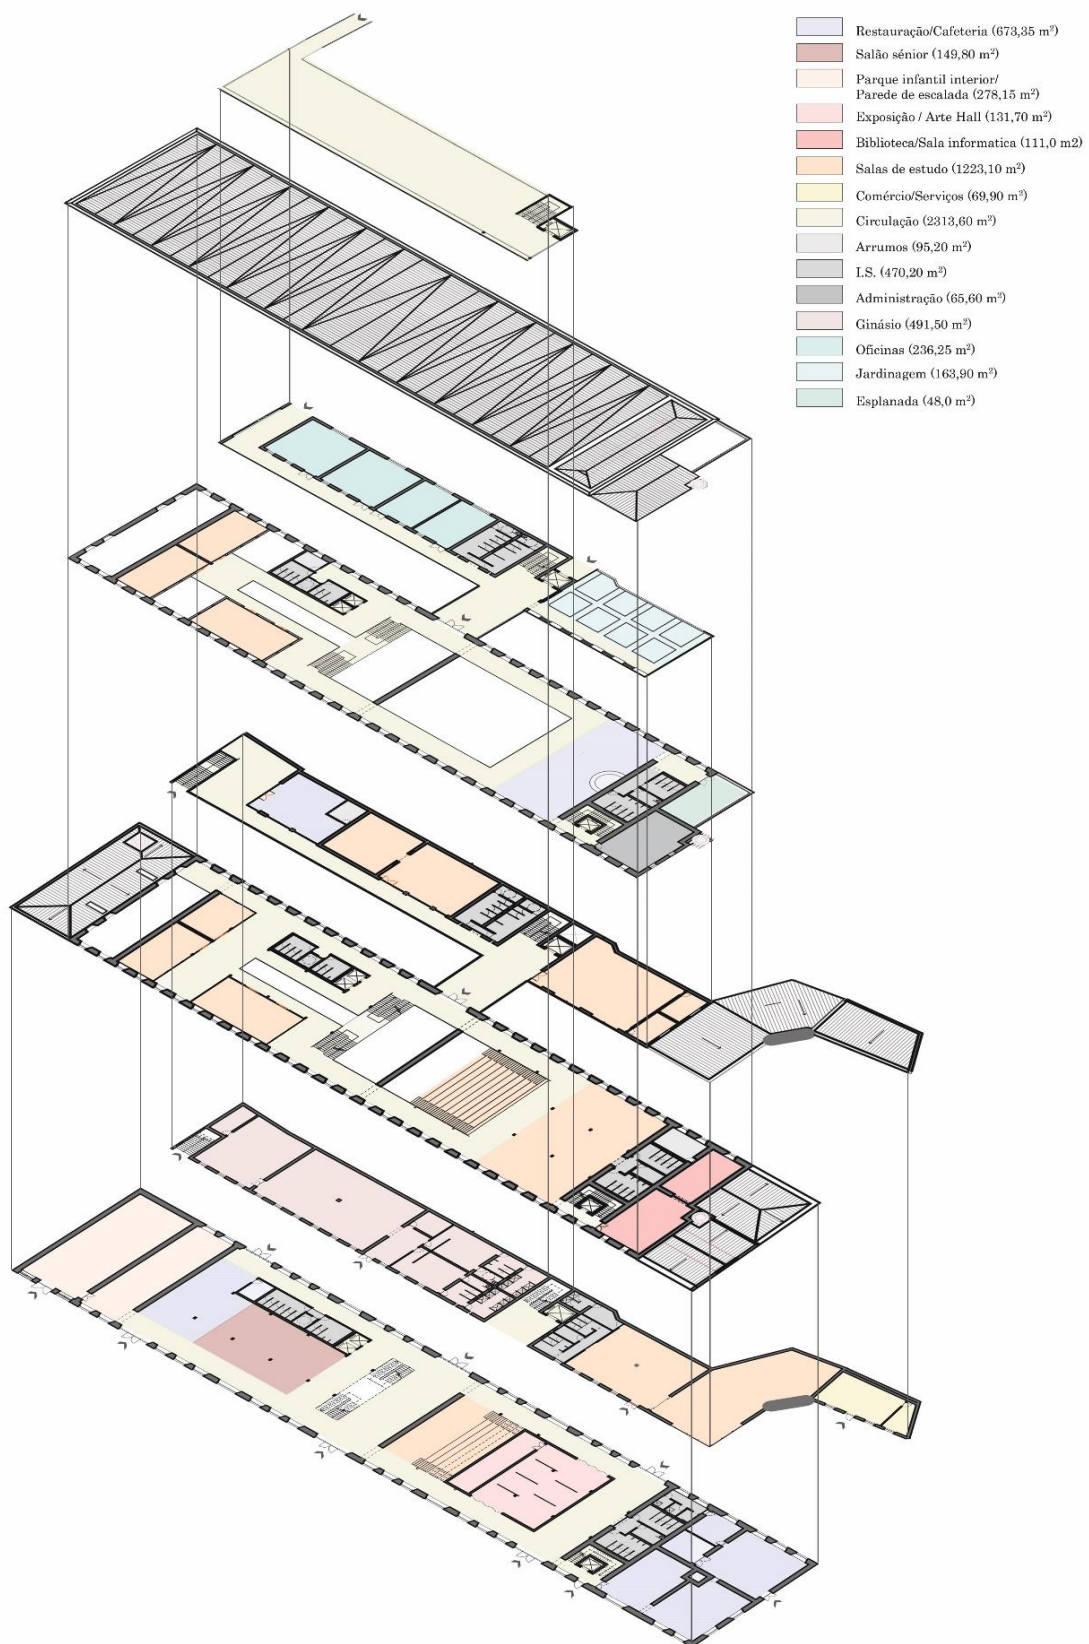 Restauração/Cafeteria (673,35 m²)
Salão sénior (149,80 m²)
Parque infantil interior/
Parede de escalada (278,15 m²)
Exposição / Arte Hall (131,70 m²)
Biblioteca/Sala informatica (111,0 m2)
Salas de estudo (1223,10 m²)
Comércio/Serviços (69,90 m²)
Circulação (2313,60 m²)
Arrumos (95,20 m²)
I.S. (470,20 m²)
Administração (65,60 m²)
Ginásio (491,50 m²)
Oficinas (236,25 m²)
Jardinagem (163,90 m²)
Esplanada (48,0 m²)